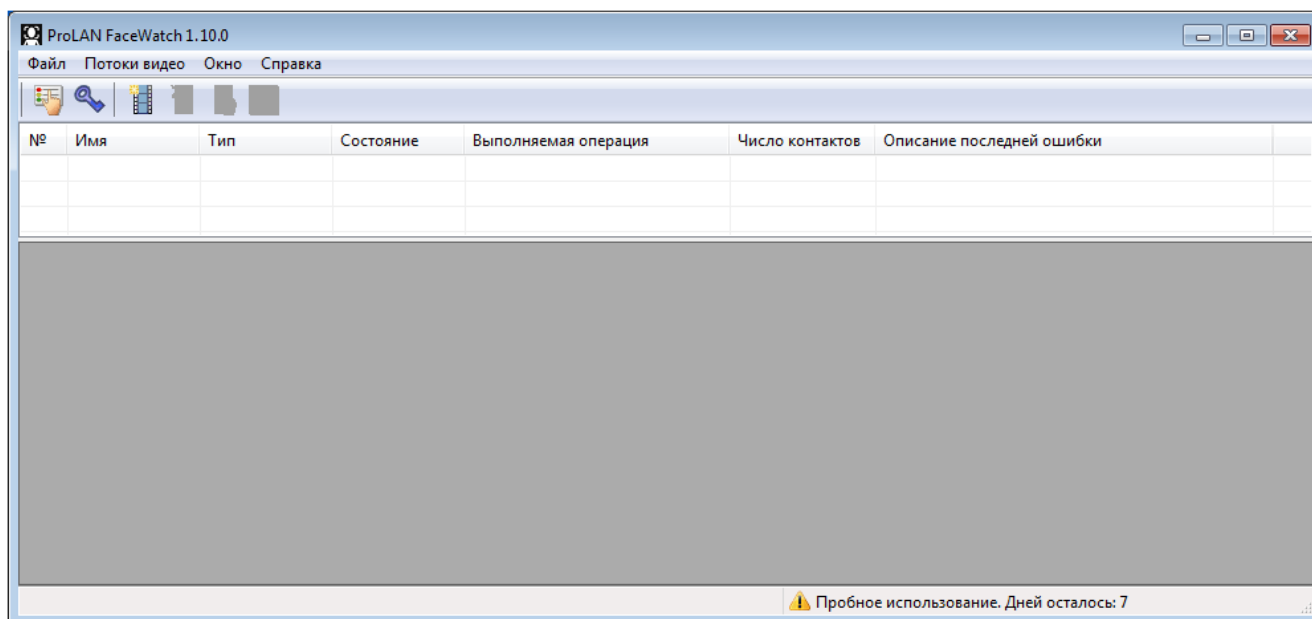 ProLAN FaceWatch 1.10.0
Файл Потоки видео Окно Справка
№ Имя Тип Состояние Выполняемая операция Число контактов Описание последней ошибки
Пробное использование. Дней осталось: 7